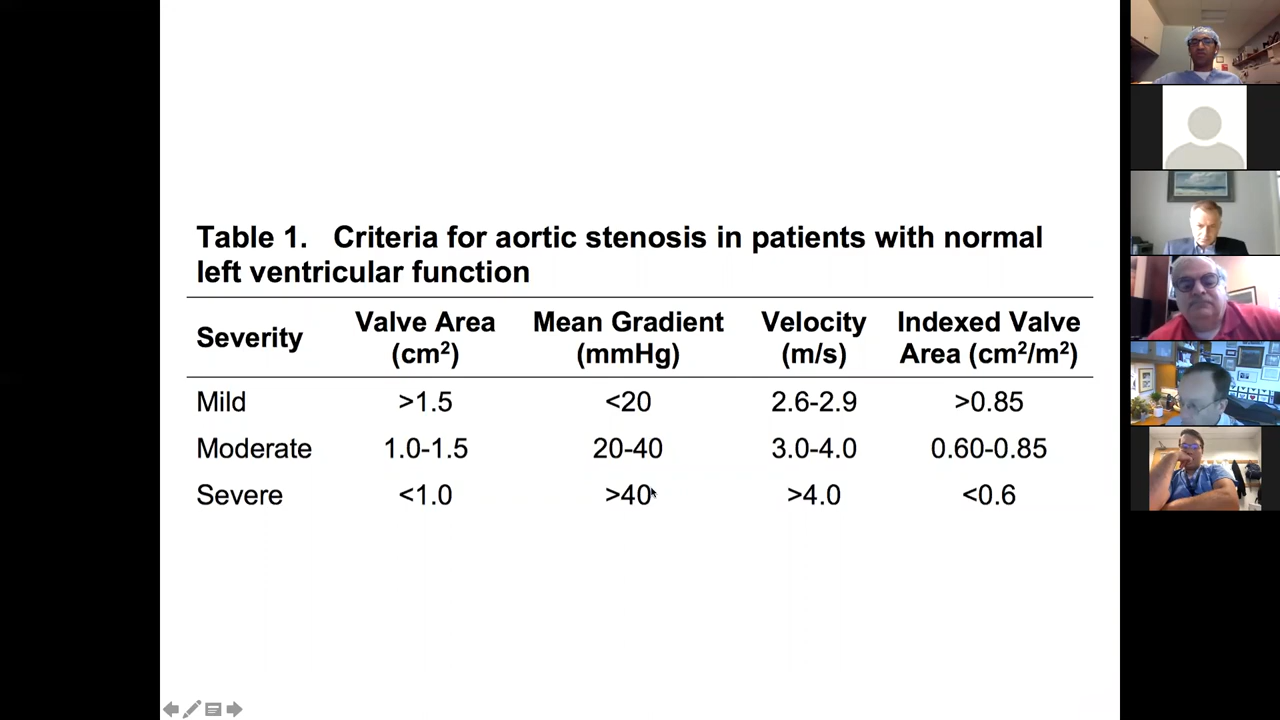 Table 1. Criteria for aortic stenosis in patients with normal
left ventricular function
Severity Valve Area (cm²) Mean Gradient (mmHg) Velocity (m/s) Indexed Valve Area (cm²/m²)
Mild >1.5 <20 2.6-2.9 >0.85
Moderate 1.0-1.5 20-40 3.0-4.0 0.60-0.85
Severe <1.0 >40 >4.0 <0.6